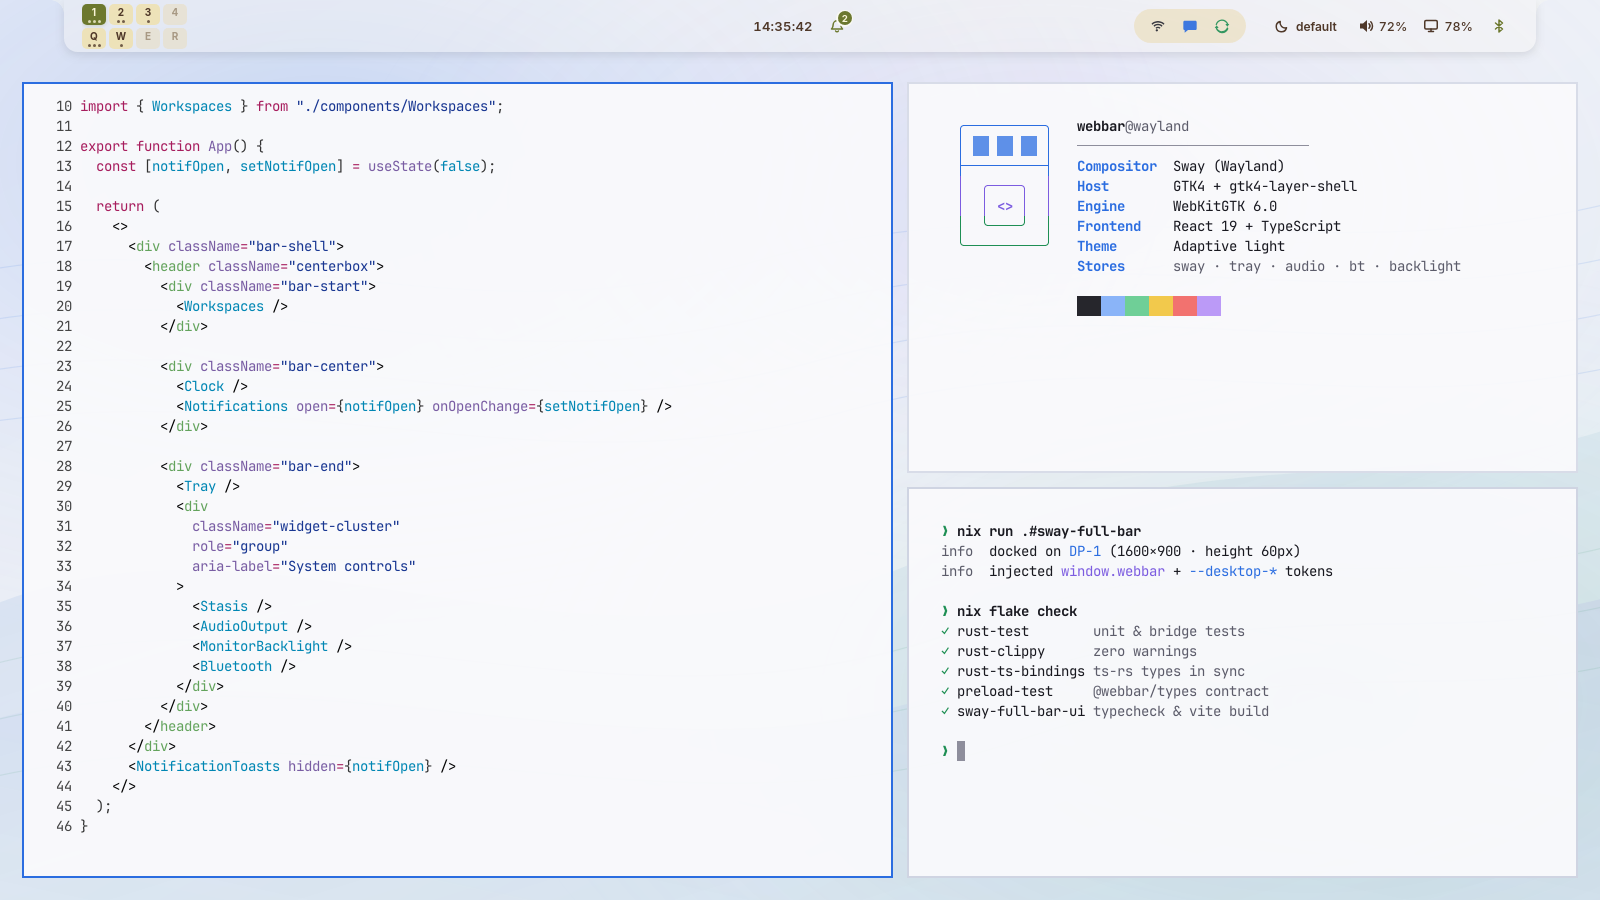 1 2 3 4
Q W E R
14:35:42 2
default 72% 78%
10 import { Workspaces } from "./components/Workspaces";
11
12 export function App() {
13   const [notifOpen, setNotifOpen] = useState(false);
14
15   return (
16     <>
17       <div className="bar-shell">
18         <header className="centerbox">
19           <div className="bar-start">
20             <Workspaces />
21           </div>
22
23           <div className="bar-center">
24             <Clock />
25             <Notifications open={notifOpen} onOpenChange={setNotifOpen} />
26           </div>
27
28           <div className="bar-end">
29             <Tray />
30             <div
31               className="widget-cluster"
32               role="group"
33               aria-label="System controls"
34             >
35               <Stasis />
36               <AudioOutput />
37               <MonitorBacklight />
38               <Bluetooth />
39             </div>
40           </div>
41         </header>
42       </div>
43       <NotificationToasts hidden={notifOpen} />
44     </>
45   );
46 }
<>
webbar@wayland
Compositor  Sway (Wayland)
Host        GTK4 + gtk4-layer-shell
Engine      WebKitGTK 6.0
Frontend    React 19 + TypeScript
Theme       Adaptive light
Stores      sway · tray · audio · bt · backlight
❯ nix run .#sway-full-bar
info  docked on DP-1 (1600×900 · height 60px)
info  injected window.webbar + --desktop-* tokens
❯ nix flake check
✓ rust-test        unit & bridge tests
✓ rust-clippy      zero warnings
✓ rust-ts-bindings ts-rs types in sync
✓ preload-test     @webbar/types contract
✓ sway-full-bar-ui typecheck & vite build
❯